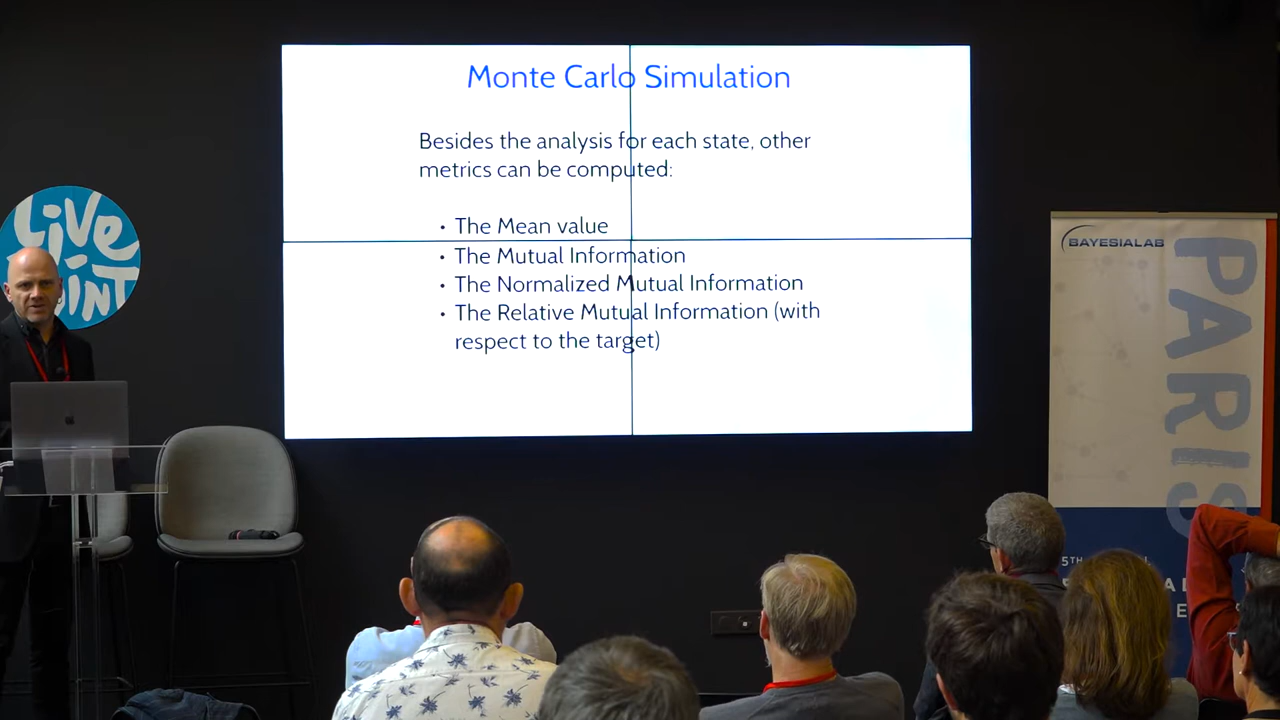 Monte Carlo Simulation
Besides the analysis for each state, other
metrics can be computed:
• The Mean value
• The Mutual Information
• The Normalized Mutual Information
• The Relative Mutual Information (with
respect to the target)
LiVe
BAYESIALAB
PARIS
5TH